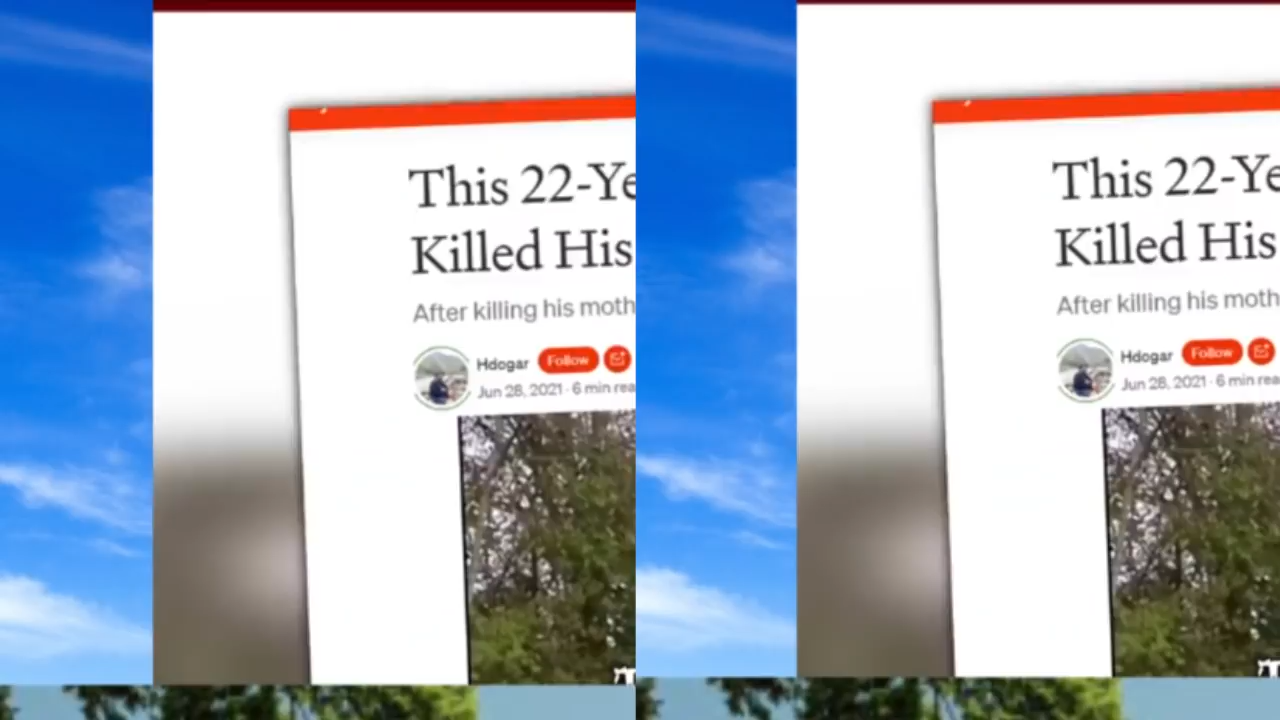 This 22-Ye
Killed His
After killing his moth
Hdogar Follow
Jun 28, 2021 · 6 min rea
This 22-Ye
Killed His
After killing his moth
Hdogar Follow
Jun 28, 2021 · 6 min rea